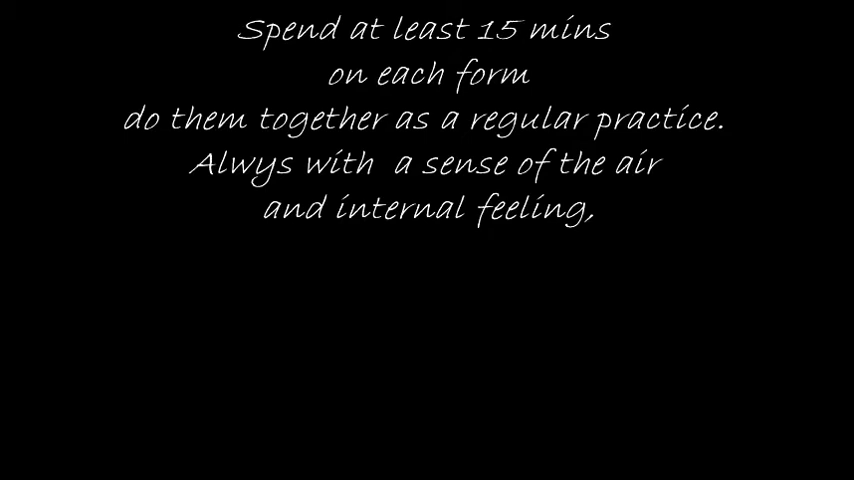 Spend at least 15 mins
on each form
do them together as a regular practice.
Alwys with a sense of the air
and internal feeling,